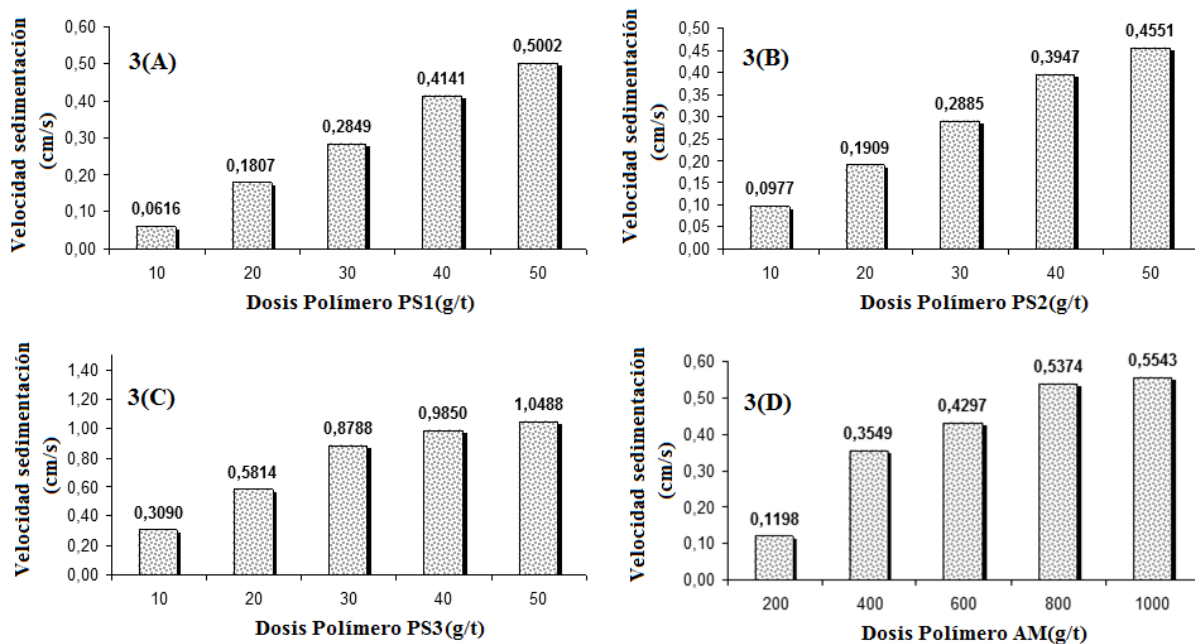 Velocidad sedimentación
(cm/s)
3(A)
0,60
0,50
0,40
0,30
0,20
0,10
0,00
0,0616
0,1807
0,2849
0,4141
0,5002
10 20 30 40 50
Dosis Polímero PS1(g/t)
Velocidad sedimentación
(cm/s)
3(B)
0,50
0,45
0,40
0,35
0,30
0,25
0,20
0,15
0,10
0,05
0,00
0,0977
0,1909
0,2885
0,3947
0,4551
10 20 30 40 50
Dosis Polímero PS2(g/t)
Velocidad sedimentación
(cm/s)
3(C)
1,40
1,20
1,00
0,80
0,60
0,40
0,20
0,00
0,3090
0,5814
0,8788
0,9850
1,0488
10 20 30 40 50
Dosis Polímero PS3(g/t)
Velocidad sedimentación
(cm/s)
3(D)
0,60
0,50
0,40
0,30
0,20
0,10
0,00
0,1198
0,3549
0,4297
0,5374
0,5543
200 400 600 800 1000
Dosis Polímero AM(g/t)